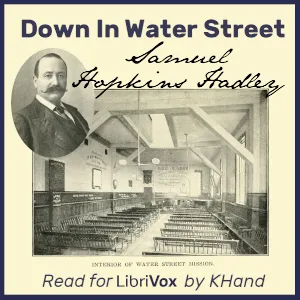 Down In Water Street
Samuel
Hopkins Hadley
INTERIOR OF WATER STREET MISSION.
Read for LibriVox by KHand